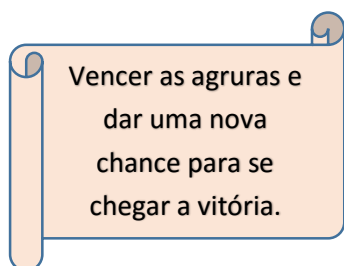 Vencer as agruras e
dar uma nova
chance para se
chegar a vitória.